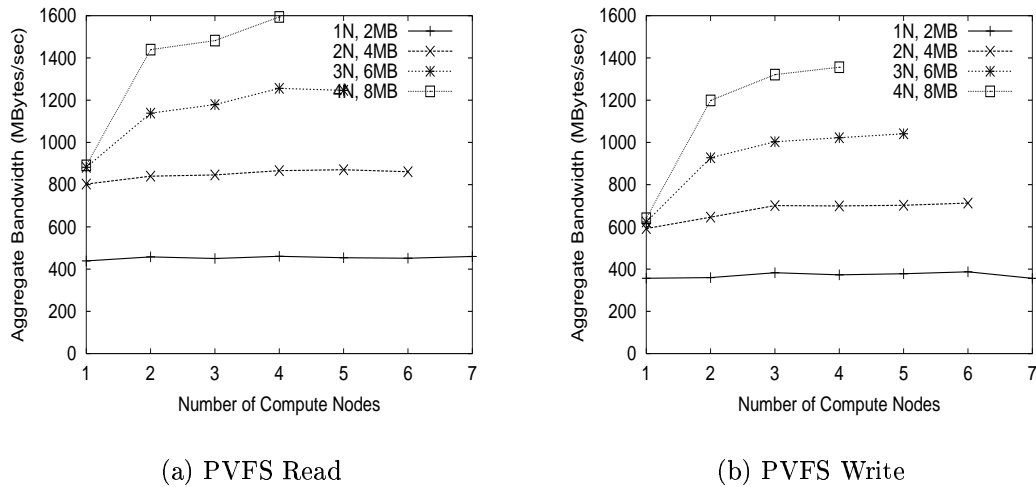 1600
1400
1200
1000
800
600
400
200
0
Aggregate Bandwidth (MBytes/sec)
1N, 2MB
2N, 4MB
3N, 6MB
4N, 8MB
1 2 3 4 5 6 7
Number of Compute Nodes
(a) PVFS Read
1600
1400
1200
1000
800
600
400
200
0
Aggregate Bandwidth (MBytes/sec)
1N, 2MB
2N, 4MB
3N, 6MB
4N, 8MB
1 2 3 4 5 6 7
Number of Compute Nodes
(b) PVFS Write